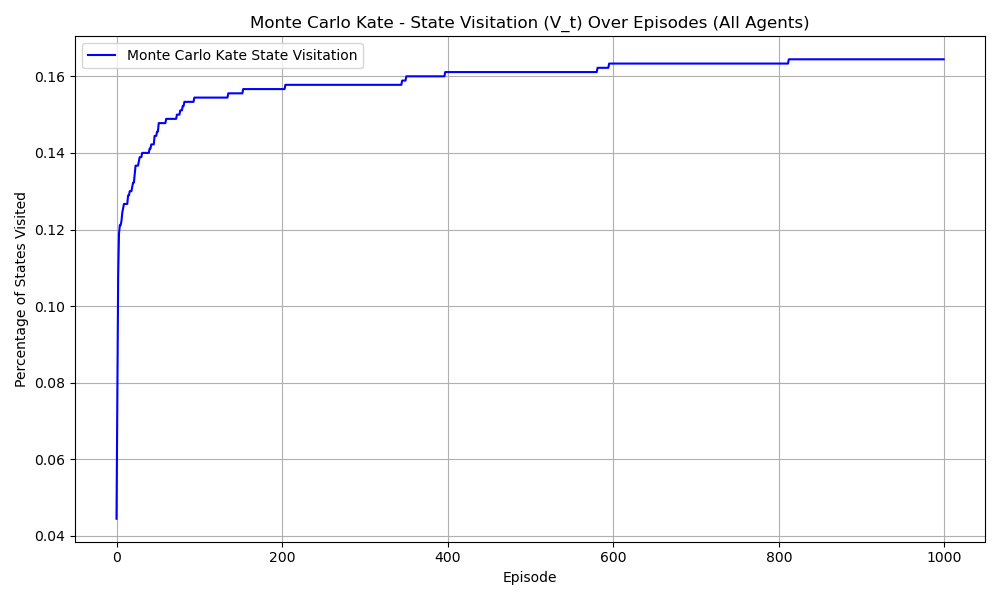 Monte Carlo Kate - State Visitation (V_t) Over Episodes (All Agents)
Monte Carlo Kate State Visitation
Percentage of States Visited
0.16
0.14
0.12
0.10
0.08
0.06
0.04
0 200 400 600 800 1000
Episode